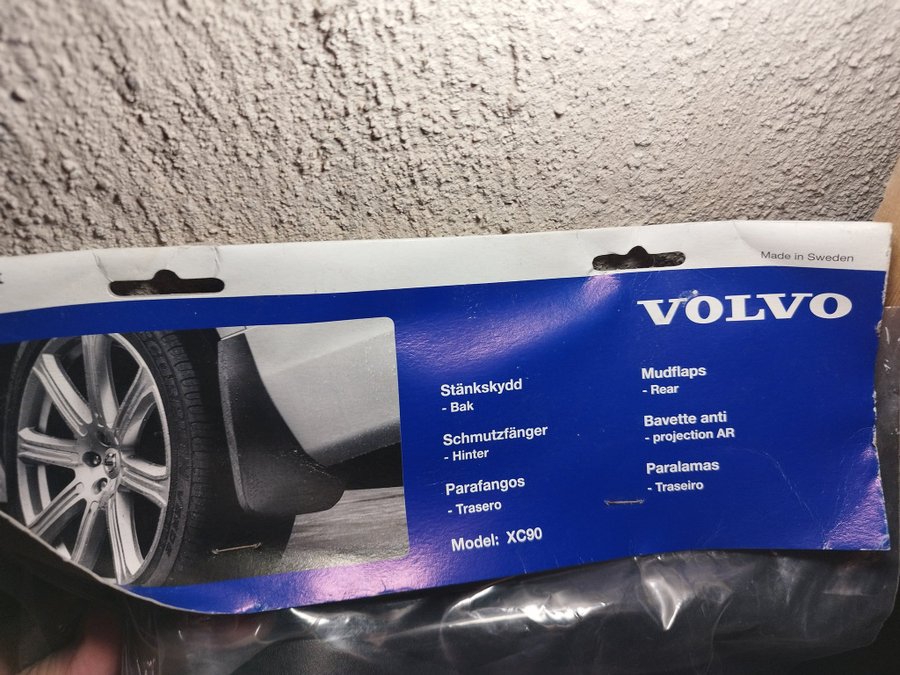 Made in Sweden
VOLVO
Stänkskydd
- Bak
Schmutzfänger
- Hinter
Parafangos
- Trasero
Model: XC90
Mudflaps
- Rear
Bavette anti
- projection AR
Paralamas
- Traseiro